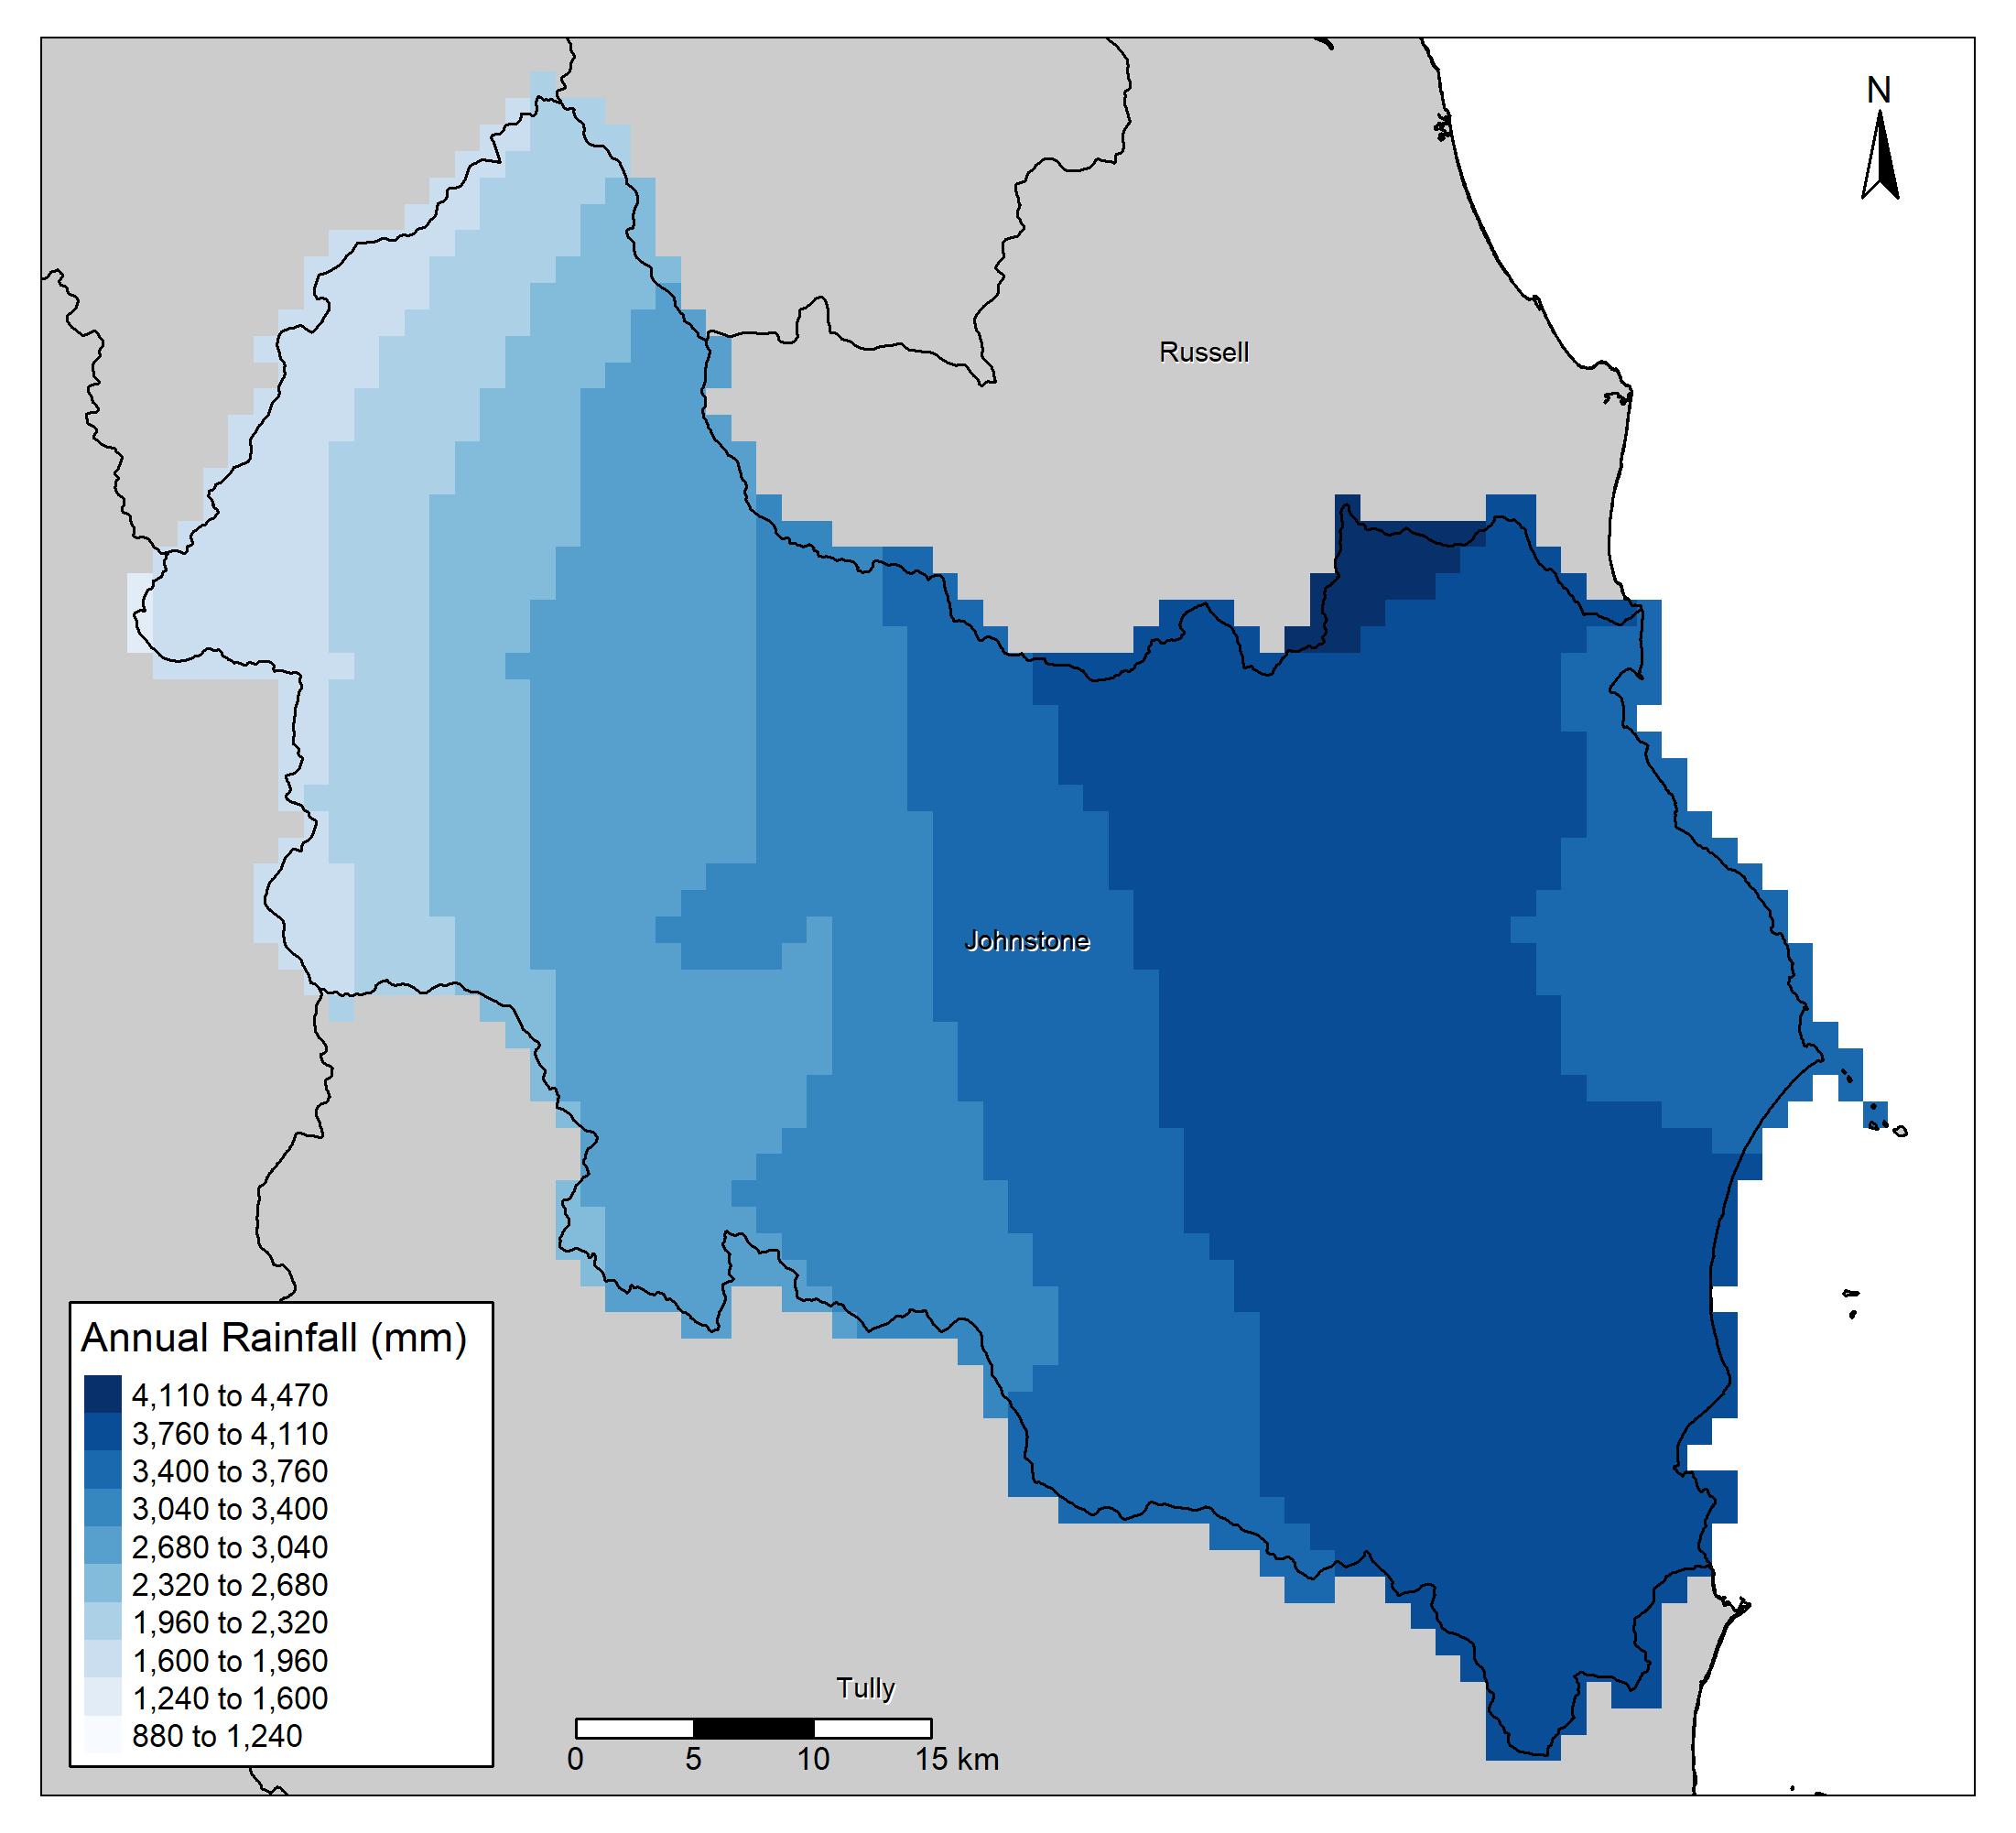 N
Russell
Johnstone
Annual Rainfall (mm)
4,110 to 4,470
3,760 to 4,110
3,400 to 3,760
3,040 to 3,400
2,680 to 3,040
2,320 to 2,680
1,960 to 2,320
1,600 to 1,960
1,240 to 1,600
880 to 1,240
Tully
0 5 10 15 km